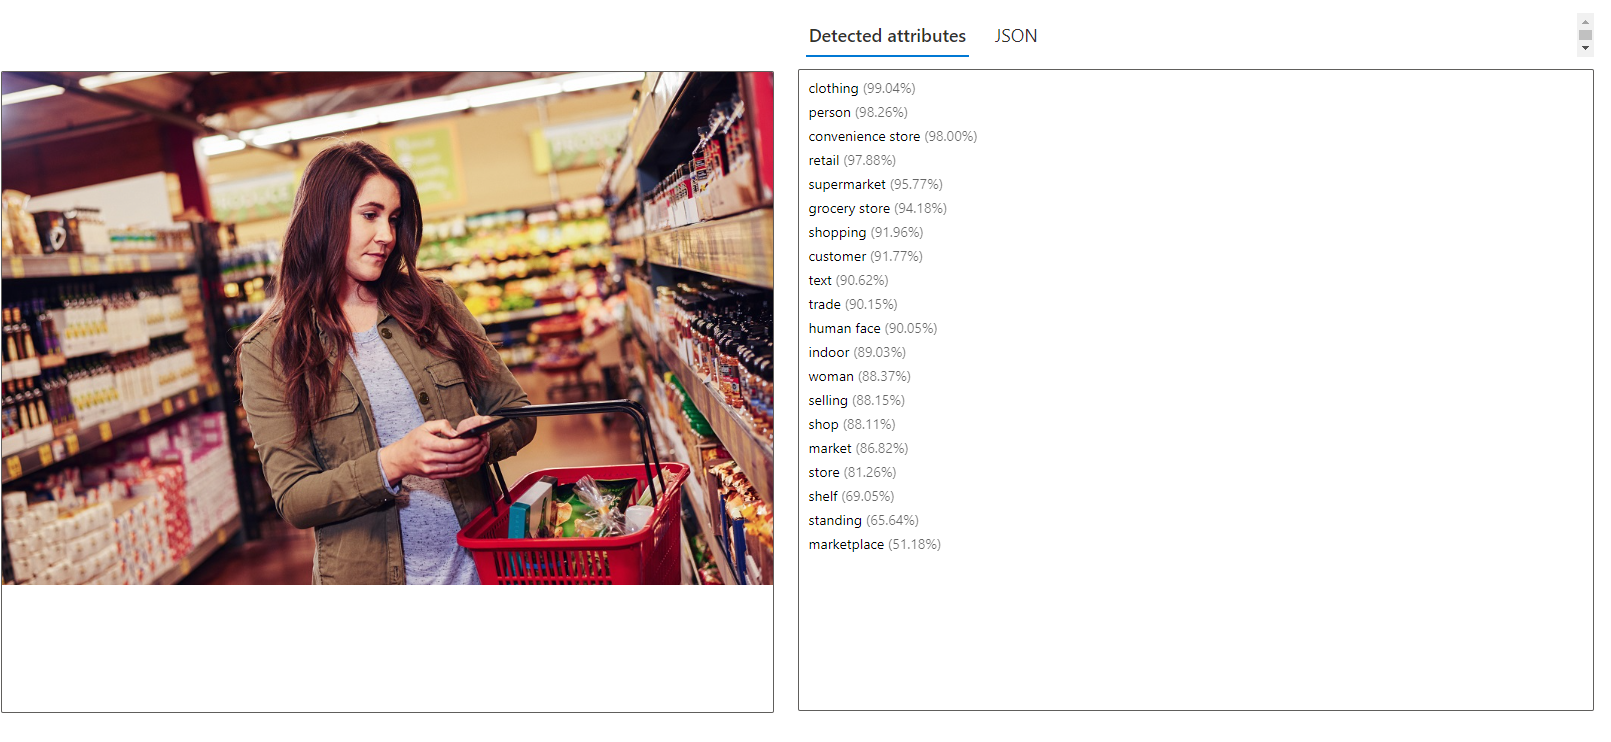 Detected attributes JSON
clothing (99.04%)
person (98.26%)
convenience store (98.00%)
retail (97.88%)
supermarket (95.77%)
grocery store (94.18%)
shopping (91.96%)
customer (91.77%)
text (90.62%)
trade (90.15%)
human face (90.05%)
indoor (89.03%)
woman (88.37%)
selling (88.15%)
shop (88.11%)
market (86.82%)
store (81.26%)
shelf (69.05%)
standing (65.64%)
marketplace (51.18%)